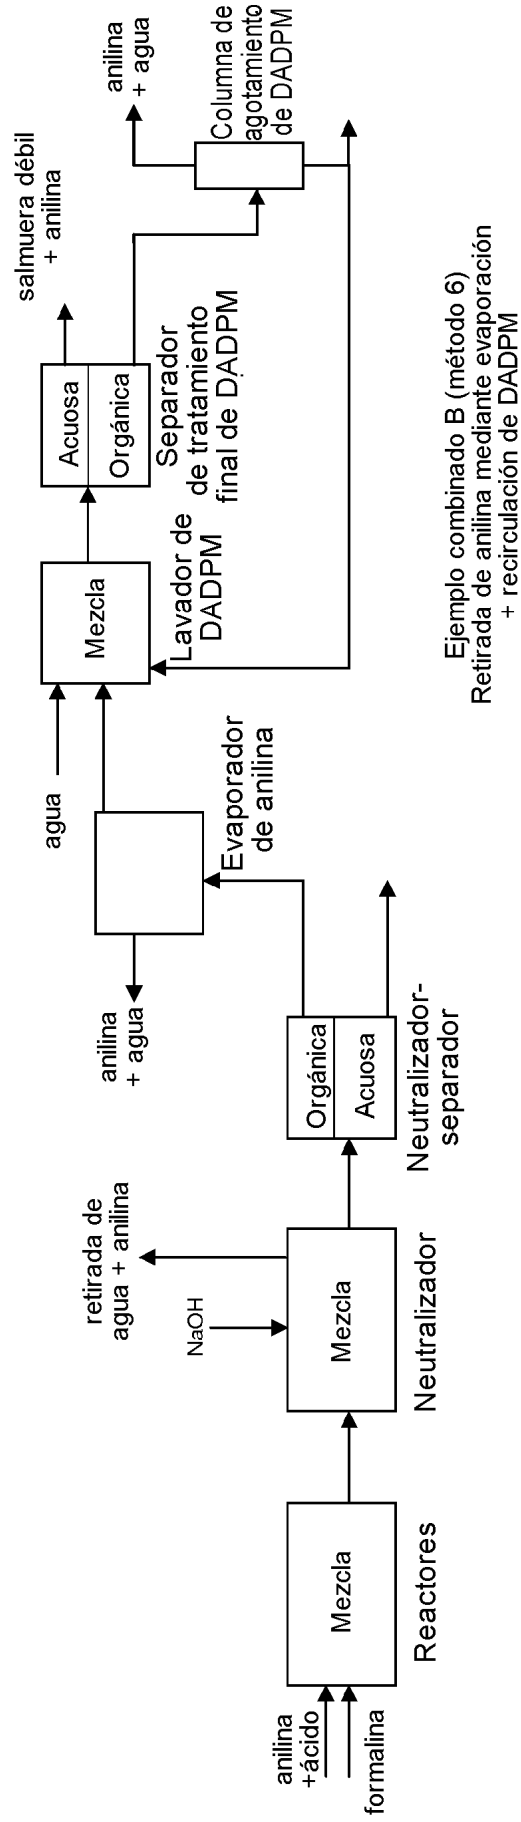 anilina
+ácido
formalina
Mezcla
Reactores
NaOH
retirada de
agua + anilina
Mezcla
Neutralizador
Orgánica
Acuosa
Neutralizador-
separador
anilina
+ agua
Evaporador
de anilina
agua
Mezcla
Lavador de
DADPM
salmuera débil
+ anilina
Acuosa
Orgánica
Separador
de tratamiento
final de DADPM
anilina
+ agua
Columna de
agotamiento
de DADPM
Ejemplo combinado B (método 6)
Retirada de anilina mediante evaporación
+ recirculación de DADPM